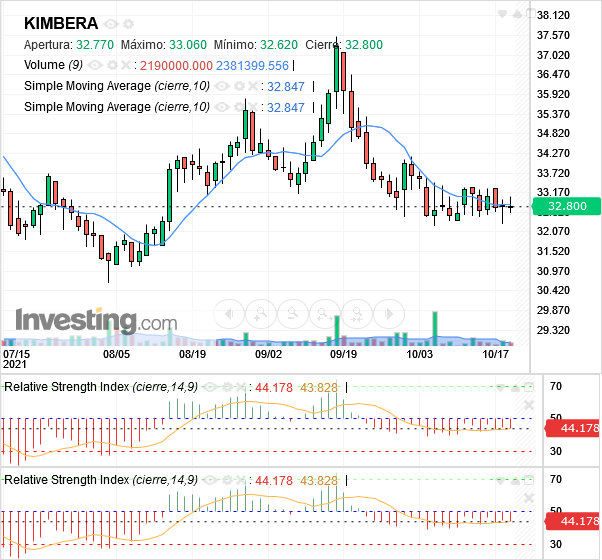 KIMBERA
Apertura: 32.770 Máximo: 33.060 Mínimo: 32.620 Cierre: 32.800
Volume (9) : 2190000.000 2381399.556
Simple Moving Average (cierre,10) : 32.847
Simple Moving Average (cierre,10) : 32.847
38.120
37.570
37.020
36.470
35.920
35.370
34.820
34.270
33.720
33.170
32.800
32.070
31.520
30.970
30.420
29.870
29.320
Investing.com
07/15 08/05 08/19 09/02 09/19 10/03 10/17
2021
Relative Strength Index (cierre,14,9) : 44.178 43.828
70
50
44.178
30
Relative Strength Index (cierre,14,9) : 44.178 43.828
70
50
44.178
30